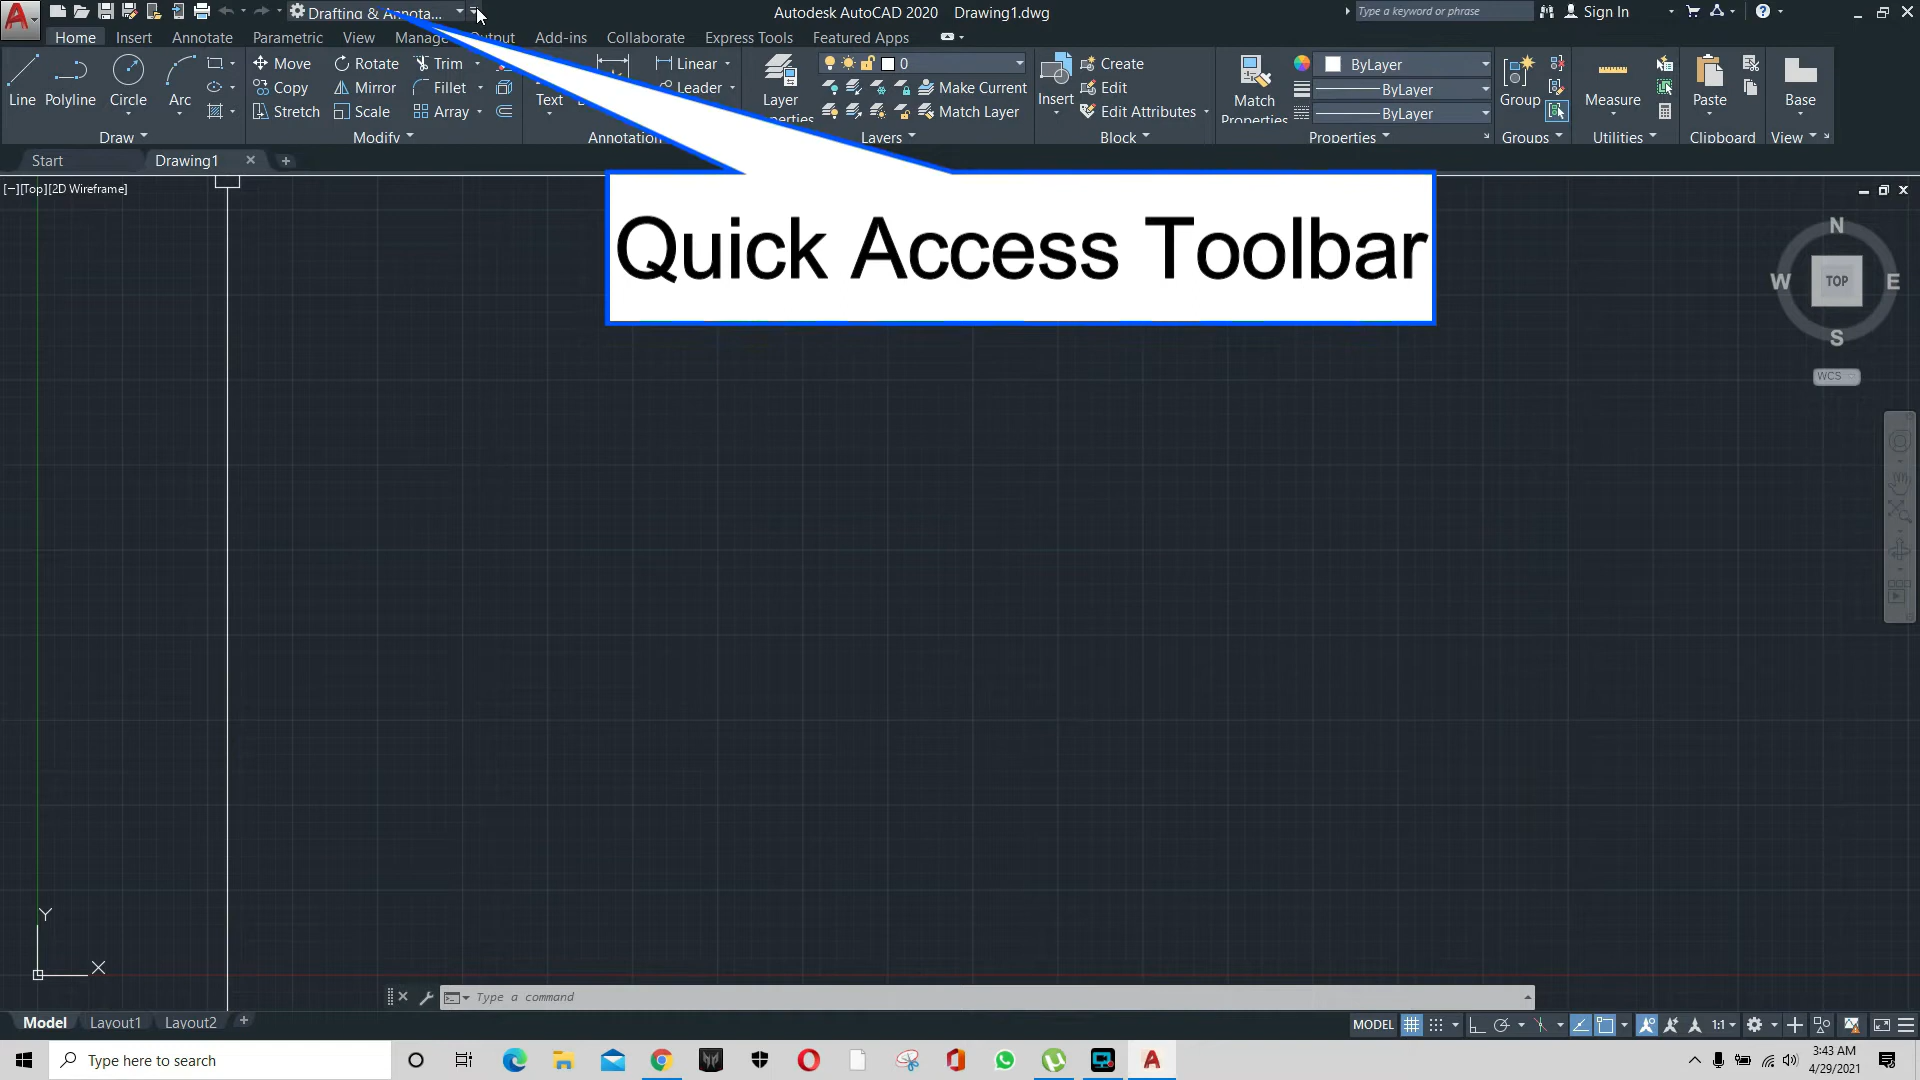 Drafting & Annota...
Autodesk AutoCAD 2020 Drawing1.dwg
Type a keyword or phrase
Sign In
Home Insert Annotate Parametric View Manage Output Add-ins Collaborate Express Tools Featured Apps
Line Polyline Circle Arc
Draw
Move Rotate Trim
Copy Mirror Fillet
Stretch Scale Array
Modify
Text
Linear
Leader
Annotation
Layer Properties
0
Make Current
Match Layer
Layers
Insert
Create
Edit
Edit Attributes
Block
Match Properties
ByLayer
ByLayer
ByLayer
Properties
Group
Groups
Measure
Utilities
Paste
Clipboard
Base
View
Start Drawing1
[−][Top][2D Wireframe]
Quick Access Toolbar
N
W TOP E
S
WCS
Y
X
Type a command
Model Layout1 Layout2
MODEL 1:1
Type here to search
3:43 AM
4/29/2021